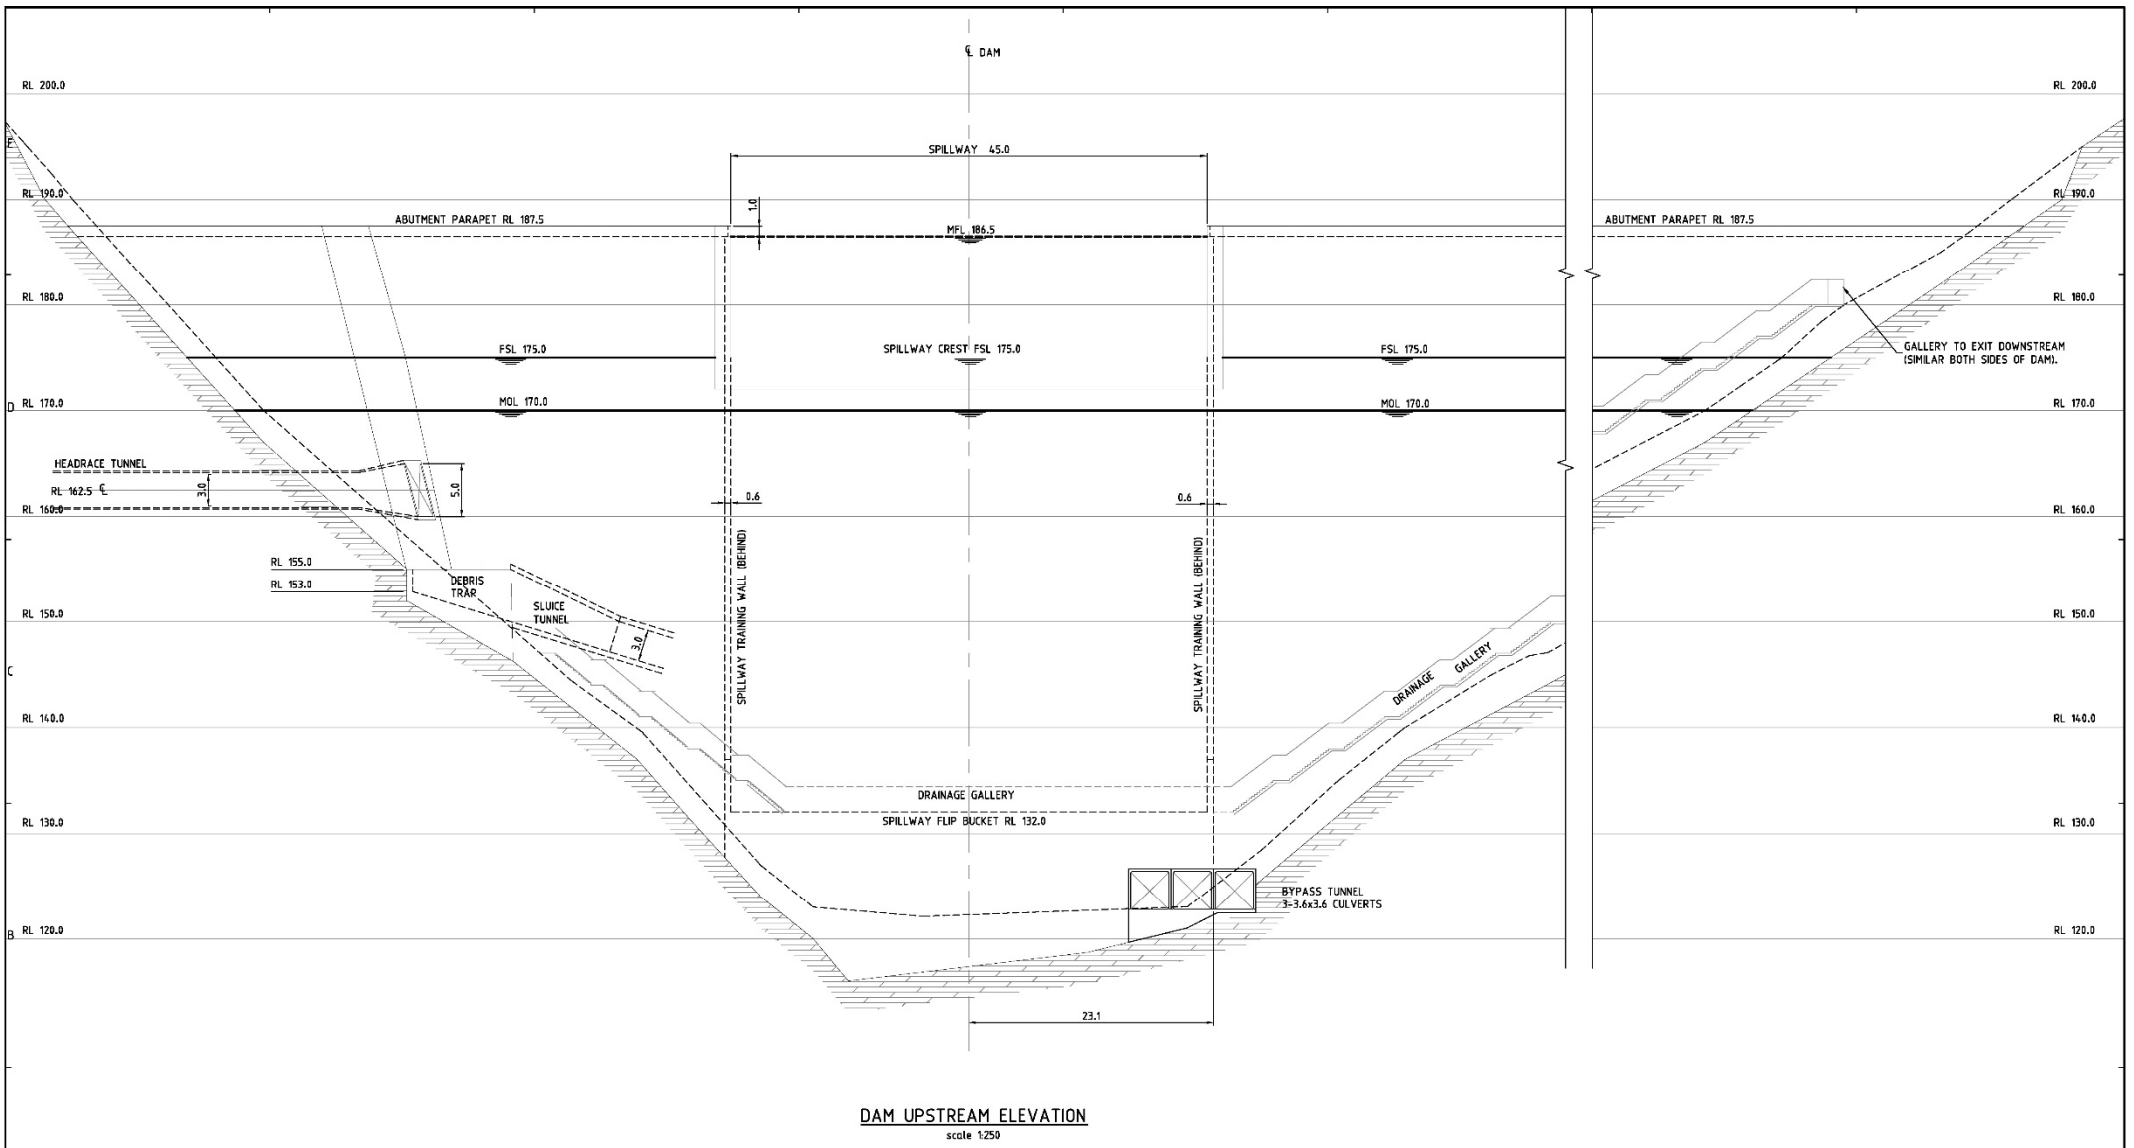 ℄ DAM
RL 200.0
RL 200.0
E
SPILLWAY 45.0
RL 190.0
RL 190.0
1.0
ABUTMENT PARAPET RL 187.5
ABUTMENT PARAPET RL 187.5
MFL 186.5
RL 180.0
RL 180.0
FSL 175.0
SPILLWAY CREST FSL 175.0
FSL 175.0
GALLERY TO EXIT DOWNSTREAM
(SIMILAR BOTH SIDES OF DAM).
D
RL 170.0
MOL 170.0
MOL 170.0
RL 170.0
HEADRACE TUNNEL
RL 162.5 ℄
3.0
5.0
0.6
0.6
RL 160.0
RL 160.0
SPILLWAY TRAINING WALL (BEHIND)
SPILLWAY TRAINING WALL (BEHIND)
RL 155.0
RL 153.0
DEBRIS
TRAP
SLUICE
TUNNEL
3.0
RL 150.0
RL 150.0
C
DRAINAGE GALLERY
RL 140.0
RL 140.0
DRAINAGE GALLERY
SPILLWAY FLIP BUCKET RL 132.0
RL 130.0
RL 130.0
BYPASS TUNNEL
3-3.6x3.6 CULVERTS
B
RL 120.0
RL 120.0
23.1
DAM UPSTREAM ELEVATION
scale 1:250